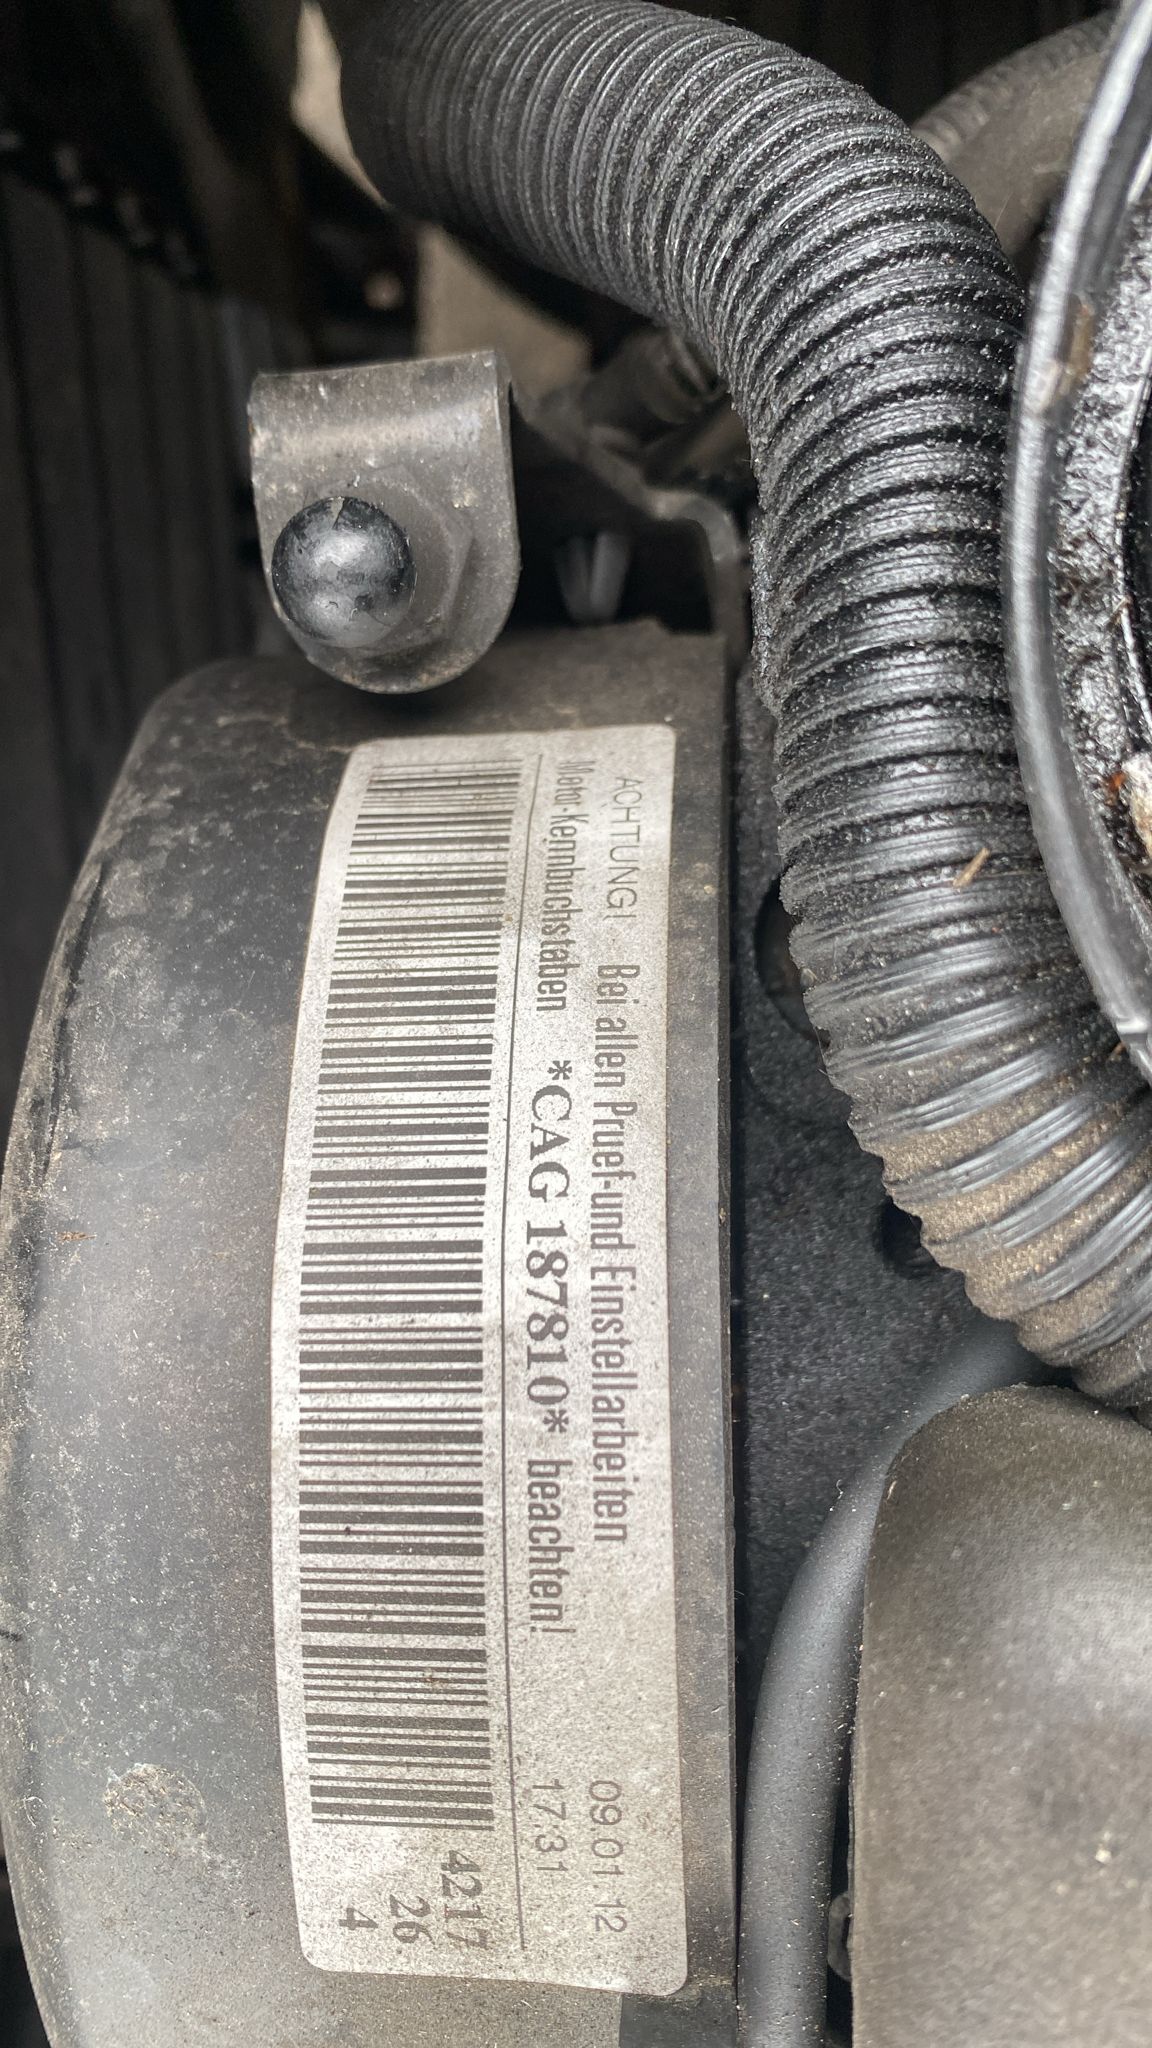 ACHTUNG! Bei allen Pruef-und Einstellarbeiten 09.01.12
Motor-Kennbuchstaben *CAG 187810* beachten! 17:31
4217
26
4